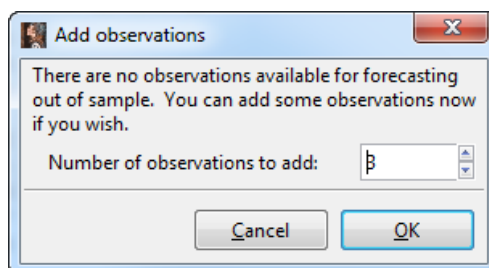 Add observations
There are no observations available for forecasting
out of sample. You can add some observations now
if you wish.
Number of observations to add: 3
Cancel OK